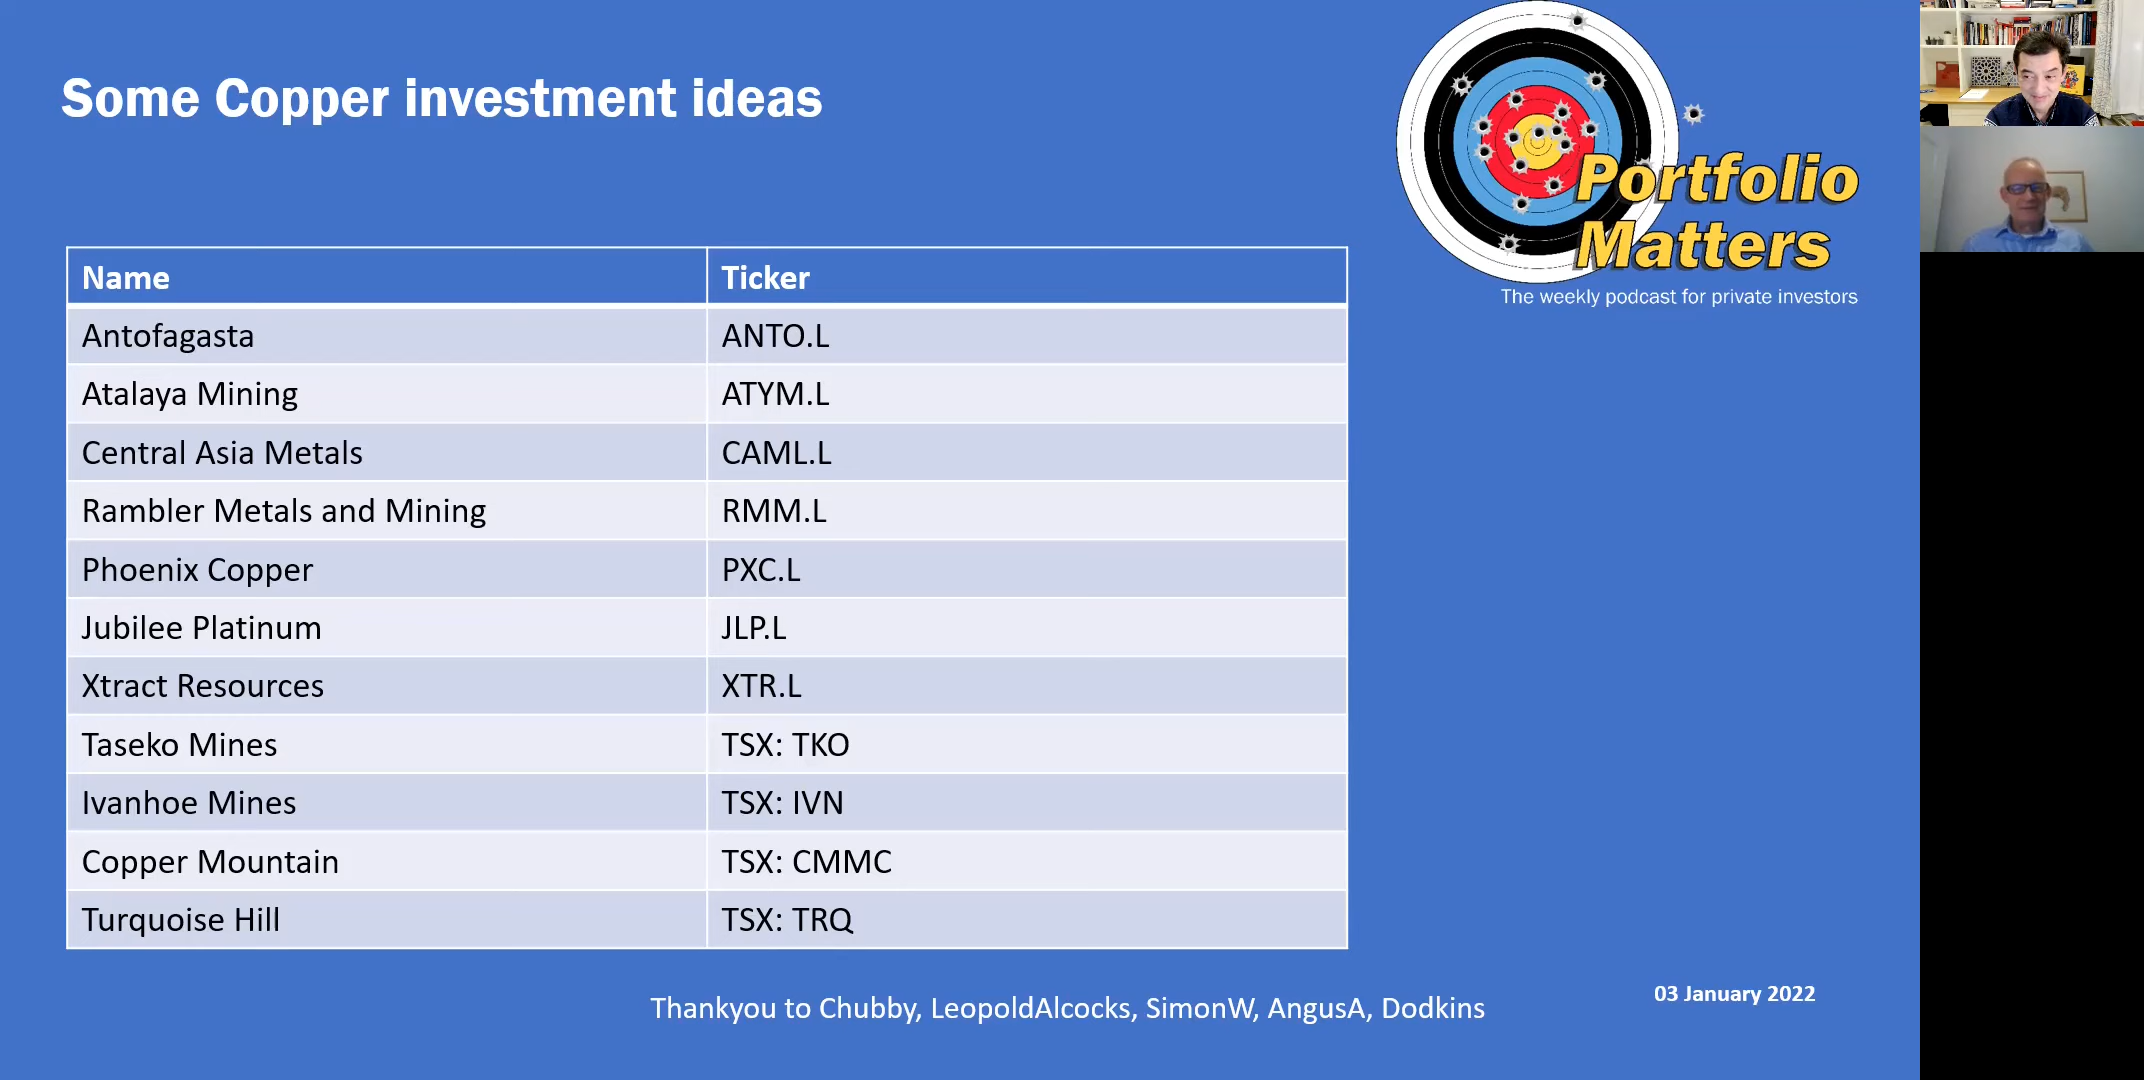 Some Copper investment ideas
Portfolio
Matters
The weekly podcast for private investors
Name Ticker
Antofagasta ANTO.L
Atalaya Mining ATYM.L
Central Asia Metals CAML.L
Rambler Metals and Mining RMM.L
Phoenix Copper PXC.L
Jubilee Platinum JLP.L
Xtract Resources XTR.L
Taseko Mines TSX: TKO
Ivanhoe Mines TSX: IVN
Copper Mountain TSX: CMMC
Turquoise Hill TSX: TRQ
03 January 2022
Thankyou to Chubby, LeopoldAlcocks, SimonW, AngusA, Dodkins